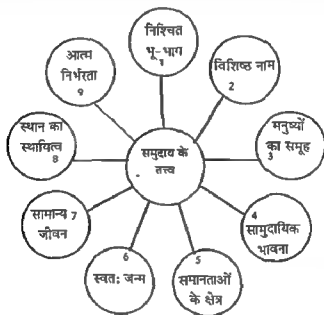 निश्चित
भू-भाग
1
विशिष्ठ नाम
2
मनुष्यों
का समूह
3
4
सामुदायिक
भावना
5
समानताओं
के क्षेत्र
6
स्वत: जन्म
सामान्य 7
जीवन
स्थान का
स्थायित्व
8
आत्म
निर्भरता
9
समुदाय के
तत्त्व